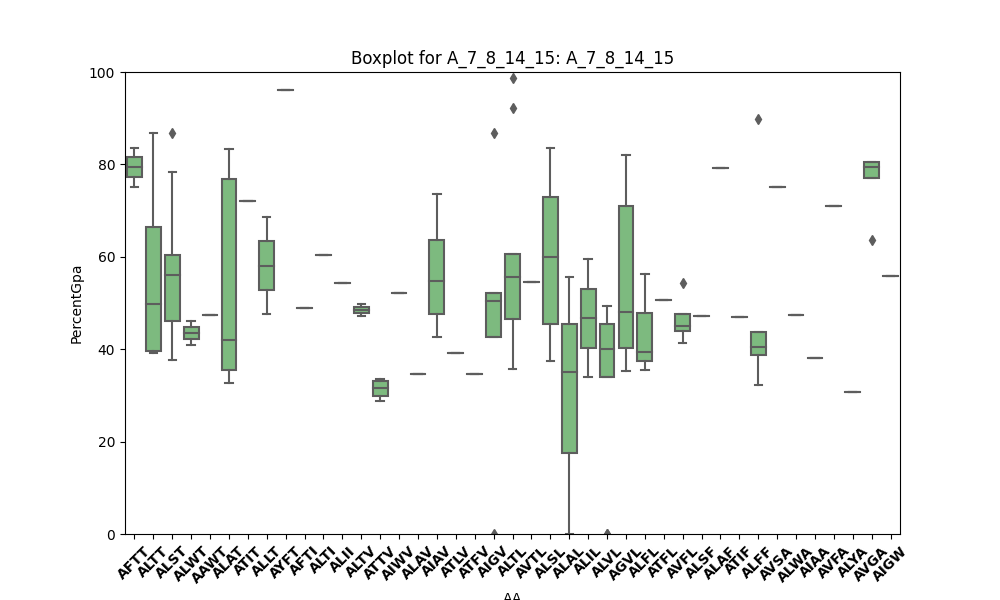 Boxplot for A_7_8_14_15: A_7_8_14_15
100
80
60
40
20
0
PercentGpa
AFTT
ALTT
ALST
ALWT
AAWT
ALAT
ATIT
ALLT
AYFT
AFTI
ALTI
ALII
ALTV
ATTV
AIWV
ALAV
AIAV
ATLV
ATFV
AIGV
ALTL
AVTL
ALSL
ALAL
ALIL
ALVL
AGVL
ALFL
ATFL
AVFL
ALSF
ALAF
ATIF
ALFF
AVSA
ALWA
AIAA
AVFA
ALYA
AVGA
AIGW
AA